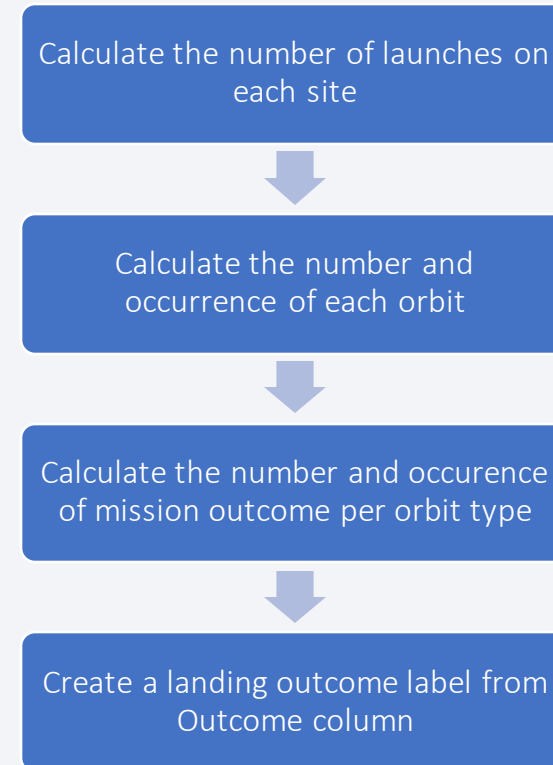 Calculate the number of launches on
each site
Calculate the number and
occurrence of each orbit
Calculate the number and occurence
of mission outcome per orbit type
Create a landing outcome label from
Outcome column